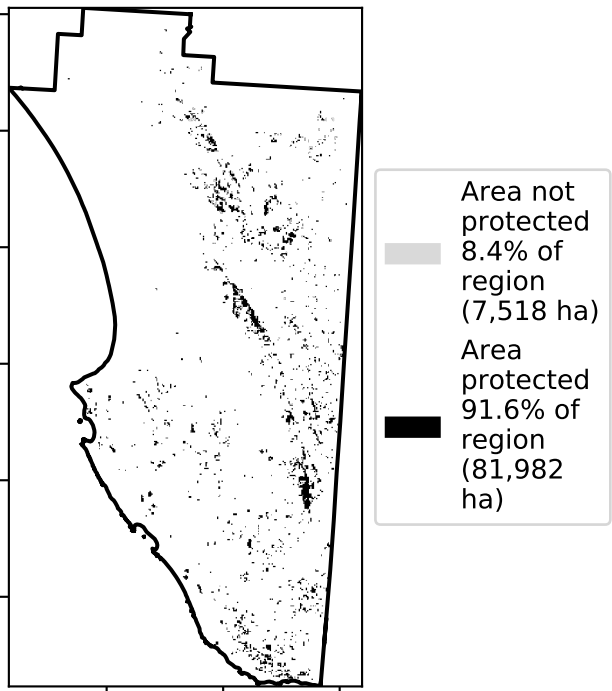 Area not
protected
8.4% of
region
(7,518 ha)
Area
protected
91.6% of
region
(81,982
ha)